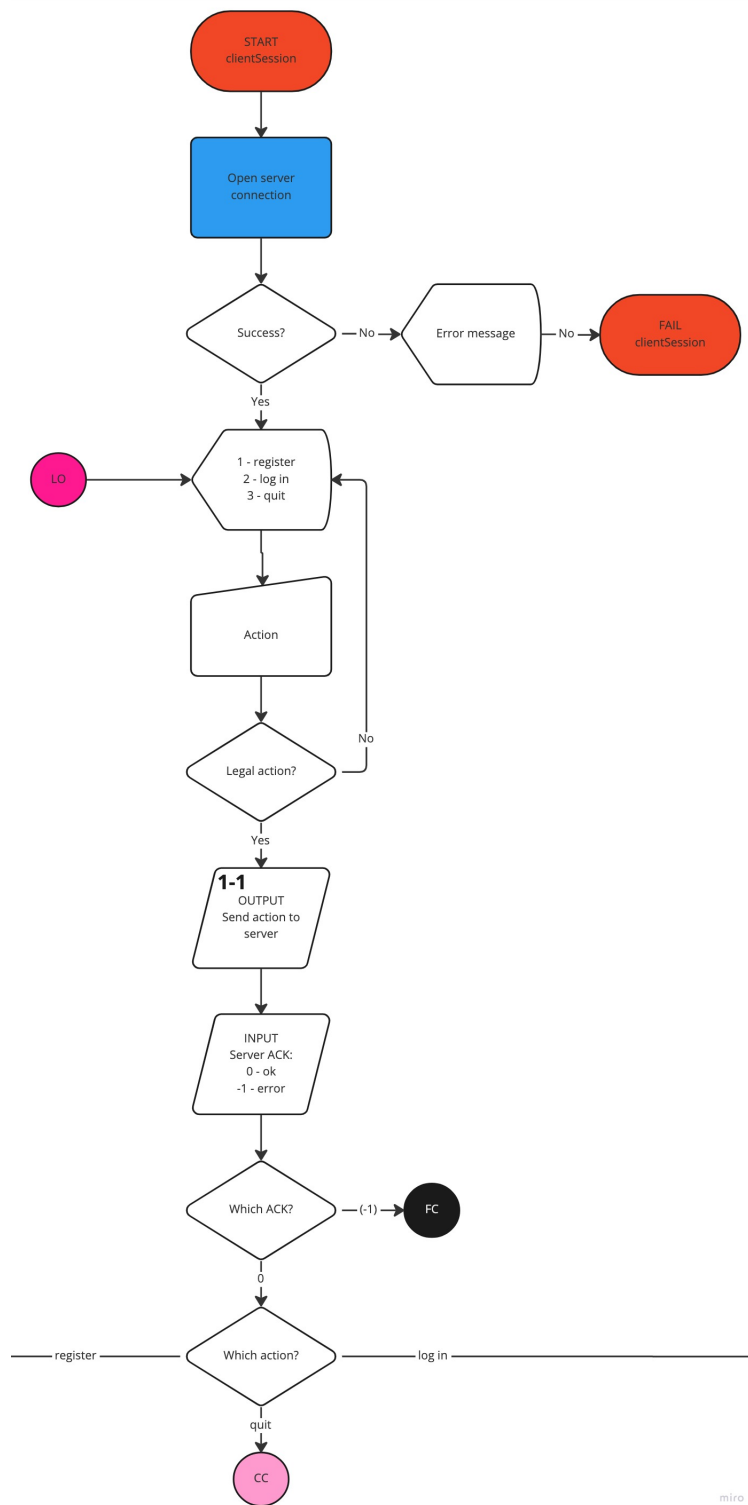 START
clientSession
Open server
connection
Success?
No
Error message
No
FAIL
clientSession
Yes
LO
1 - register
2 - log in
3 - quit
Action
No
Legal action?
Yes
1-1
OUTPUT
Send action to
server
INPUT
Server ACK:
0 - ok
-1 - error
Which ACK?
(-1)
FC
0
register
Which action?
log in
quit
CC
miro